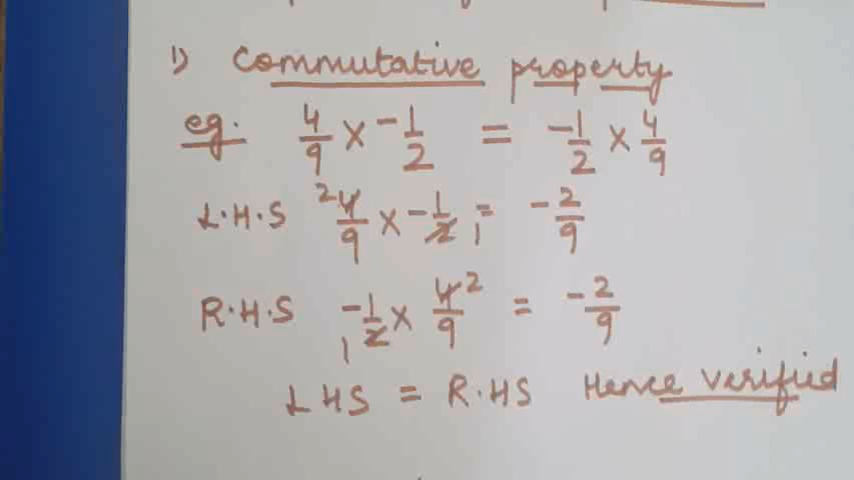 1) Commutative property
eg. 4/9 × -1/2 = -1/2 × 4/9
L.H.S 2 4/9 × -1/2 1 = -2/9
R.H.S -1/2 1 × 4/9 2 = -2/9
LHS = R.HS Hence verified